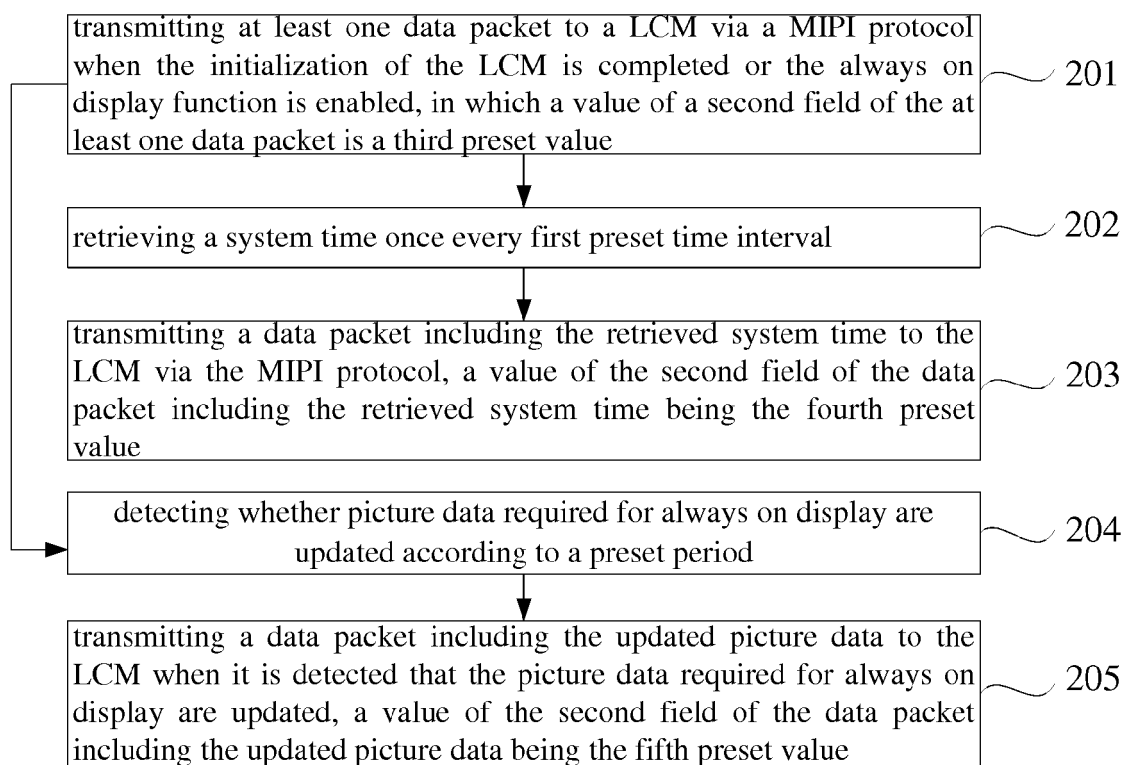 transmitting at least one data packet to a LCM via a MIPI protocol
when the initialization of the LCM is completed or the always on
display function is enabled, in which a value of a second field of the at
least one data packet is a third preset value
201
retrieving a system time once every first preset time interval
202
transmitting a data packet including the retrieved system time to the
LCM via the MIPI protocol, a value of the second field of the data
packet including the retrieved system time being the fourth preset
value
203
detecting whether picture data required for always on display are
updated according to a preset period
204
transmitting a data packet including the updated picture data to the
LCM when it is detected that the picture data required for always on
display are updated, a value of the second field of the data packet
including the updated picture data being the fifth preset value
205